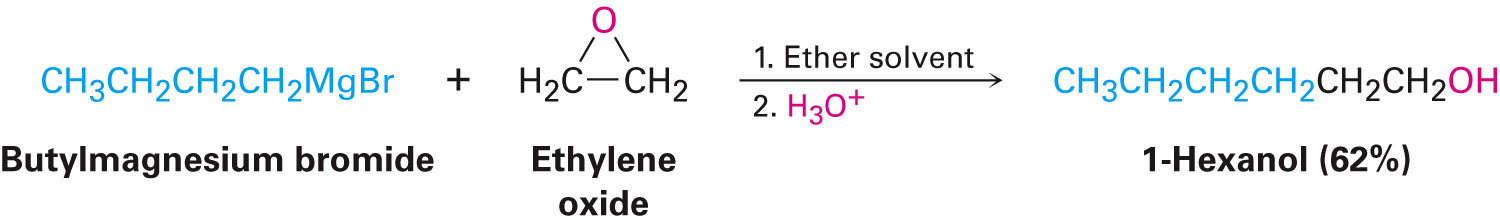 CH₃CH₂CH₂CH₂MgBr + H₂C—CH₂ O 1. Ether solvent 2. H₃O⁺ CH₃CH₂CH₂CH₂CH₂CH₂OH
Butylmagnesium bromide Ethylene oxide 1-Hexanol (62%)